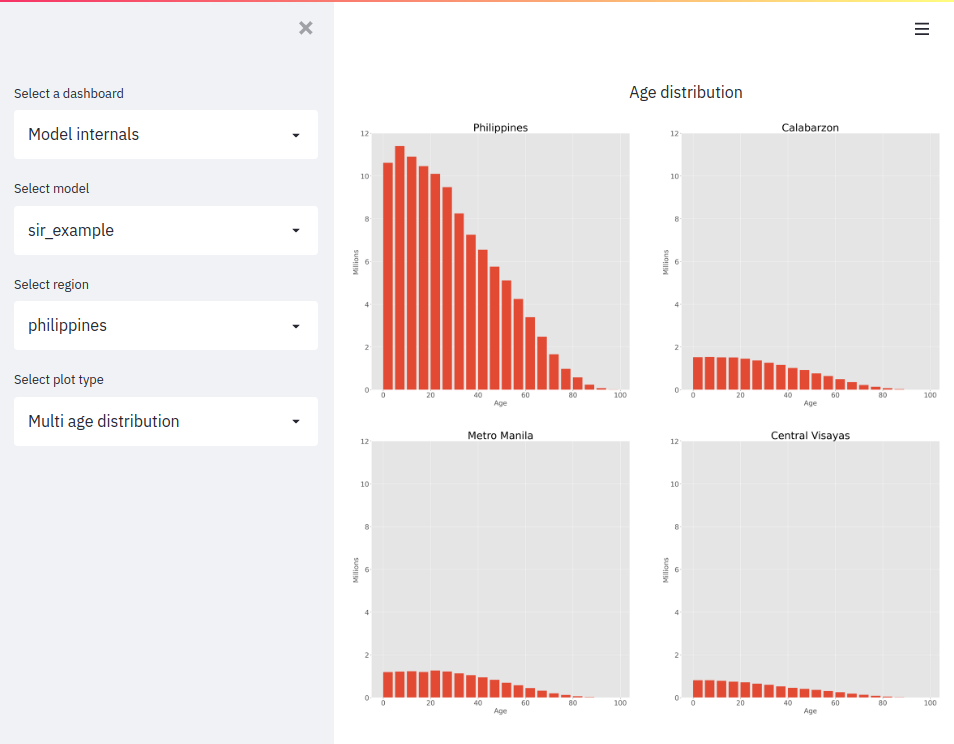 ×
Select a dashboard
Model internals
Select model
sir_example
Select region
philippines
Select plot type
Multi age distribution
Age distribution
Philippines
12
10
8
6
4
2
0
Millions
0 20 40 60 80 100
Age
Calabarzon
12
10
8
6
4
2
0
Millions
0 20 40 60 80 100
Age
Metro Manila
12
10
8
6
4
2
0
Millions
0 20 40 60 80 100
Age
Central Visayas
12
10
8
6
4
2
0
Millions
0 20 40 60 80 100
Age